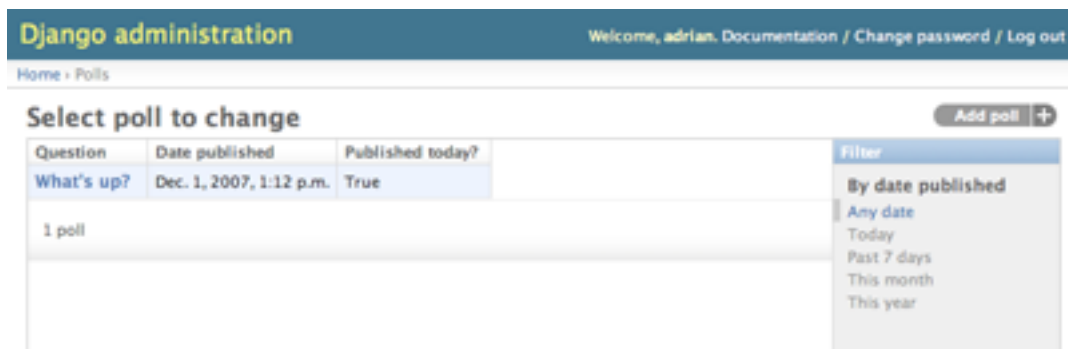 Django administration
Welcome, adrian. Documentation / Change password / Log out
Home › Polls
Select poll to change
Add poll +
Question Date published Published today?
What's up? Dec. 1, 2007, 1:12 p.m. True
1 poll
Filter
By date published
Any date
Today
Past 7 days
This month
This year